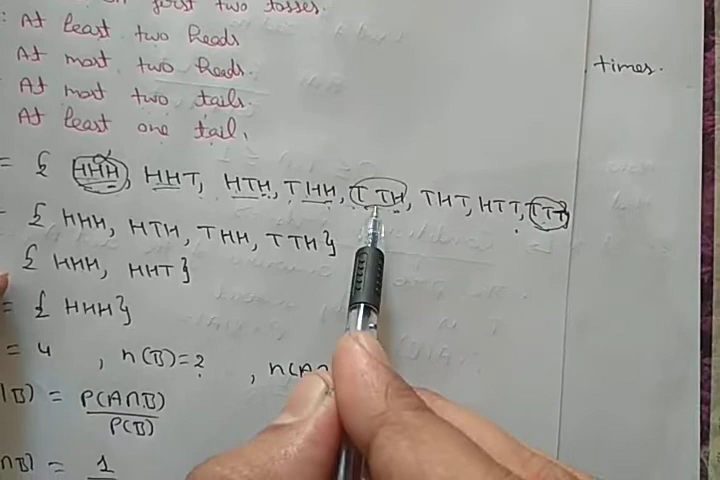 first two tosses.
: At least two Heads
At most two heads.
At most two tails.
At least one tail.
times.
= { HHH, HHT, HTH, THH, TTH, THT, HTT, TTT}
= { HHH, HTH, THH, TTH}
{ HHH, HHT}
= { HHH}
= 4 , n(B)=2 , n(A∩
|B) = P(A∩B)
P(B)
∩B) = 1